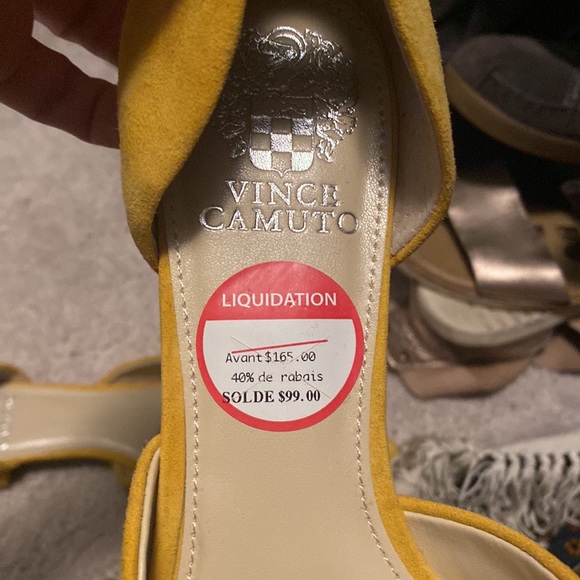 VINCE
CAMUTO
LIQUIDATION
Avant $165.00
40% de rabais
SOLDE $99.00